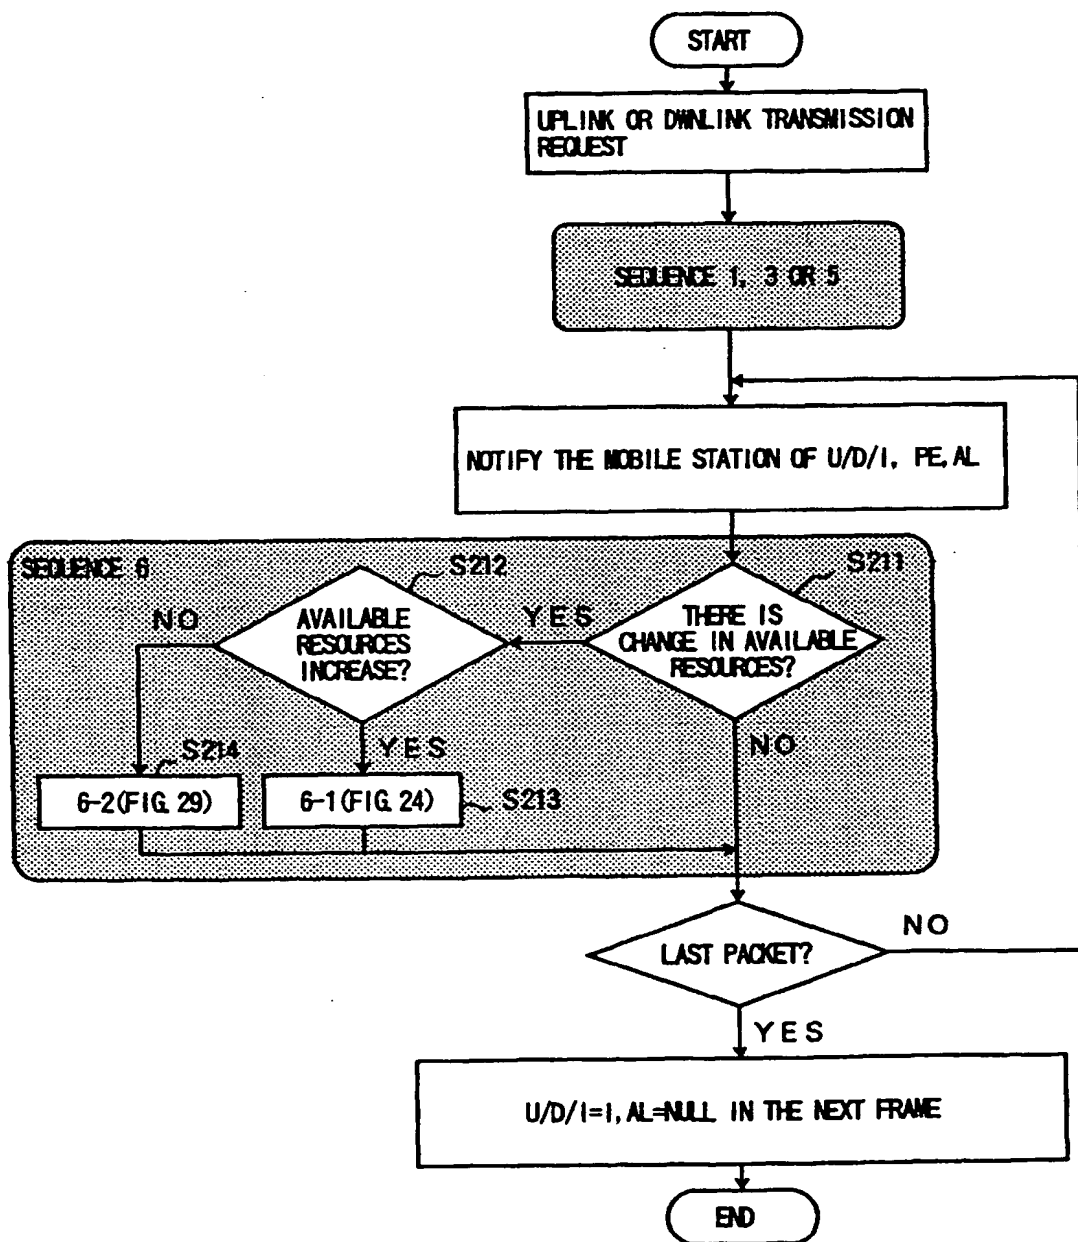 START
UPLINK OR DWNLINK TRANSMISSION
REQUEST
SEQUENCE 1, 3 OR 5
NOTIFY THE MOBILE STATION OF U/D/I, PE, AL
SEQUENCE 6
S212
S211
NO
AVAILABLE
RESOURCES
INCREASE?
YES
THERE IS
CHANGE IN AVAILABLE
RESOURCES?
S214
YES
NO
6-2(FIG. 29)
6-1(FIG. 24)
S213
LAST PACKET?
NO
YES
U/D/I=I, AL=NULL IN THE NEXT FRAME
END